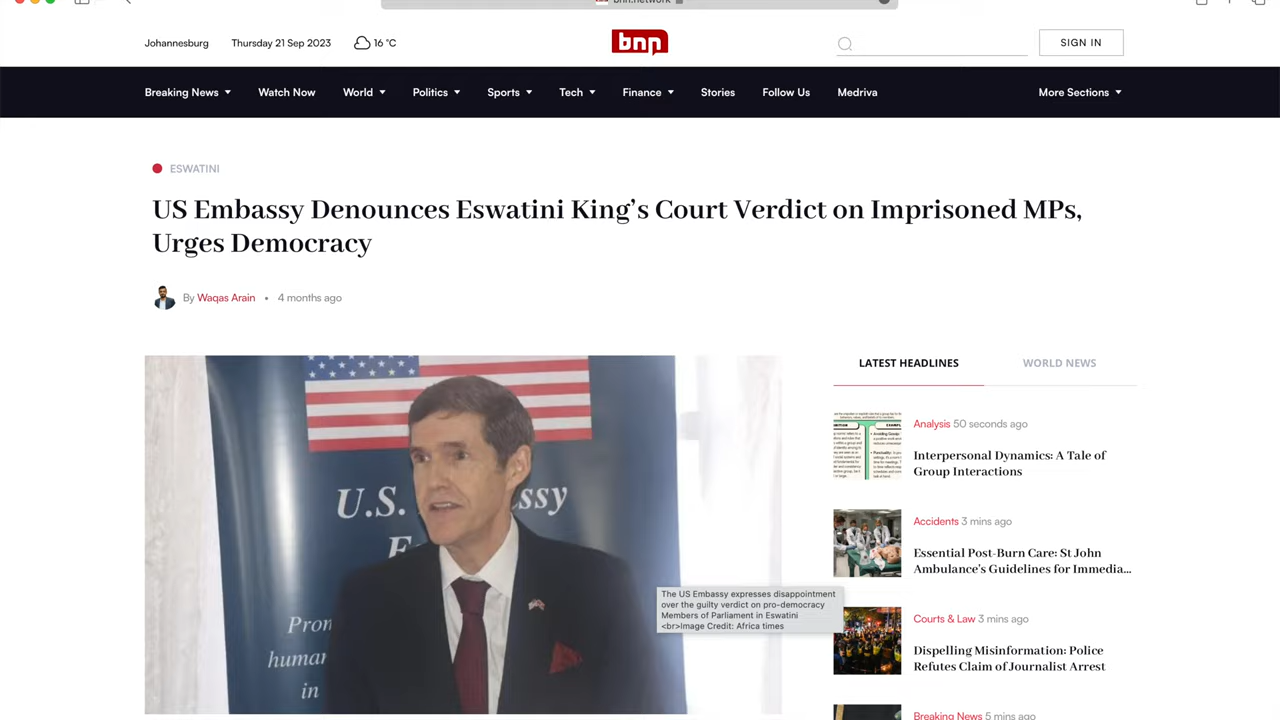 bnn.network
Johannesburg
Thursday 21 Sep 2023
16 °C
bnn
SIGN IN
Breaking News
Watch Now
World
Politics
Sports
Tech
Finance
Stories
Follow Us
Medriva
More Sections
ESWATINI
US Embassy Denounces Eswatini King’s Court Verdict on Imprisoned MPs,
Urges Democracy
By Waqas Arain • 4 months ago
U.S.
ssy
Pron
human
in
The US Embassy expresses disappointment
over the guilty verdict on pro-democracy
Members of Parliament in Eswatini
<br>Image Credit: Africa times
LATEST HEADLINES
WORLD NEWS
Analysis 50 seconds ago
Interpersonal Dynamics: A Tale of
Group Interactions
Accidents 3 mins ago
Essential Post-Burn Care: St John
Ambulance’s Guidelines for Immedia...
Courts & Law 3 mins ago
Dispelling Misinformation: Police
Refutes Claim of Journalist Arrest
Breaking News 5 mins ago